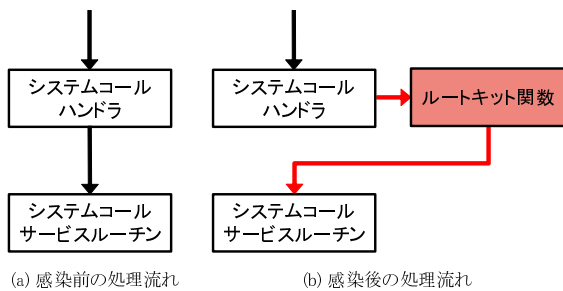 システムコール
ハンドラ
システムコール
サービスルーチン
(a) 感染前の処理流れ
システムコール
ハンドラ
ルートキット関数
システムコール
サービスルーチン
(b) 感染後の処理流れ